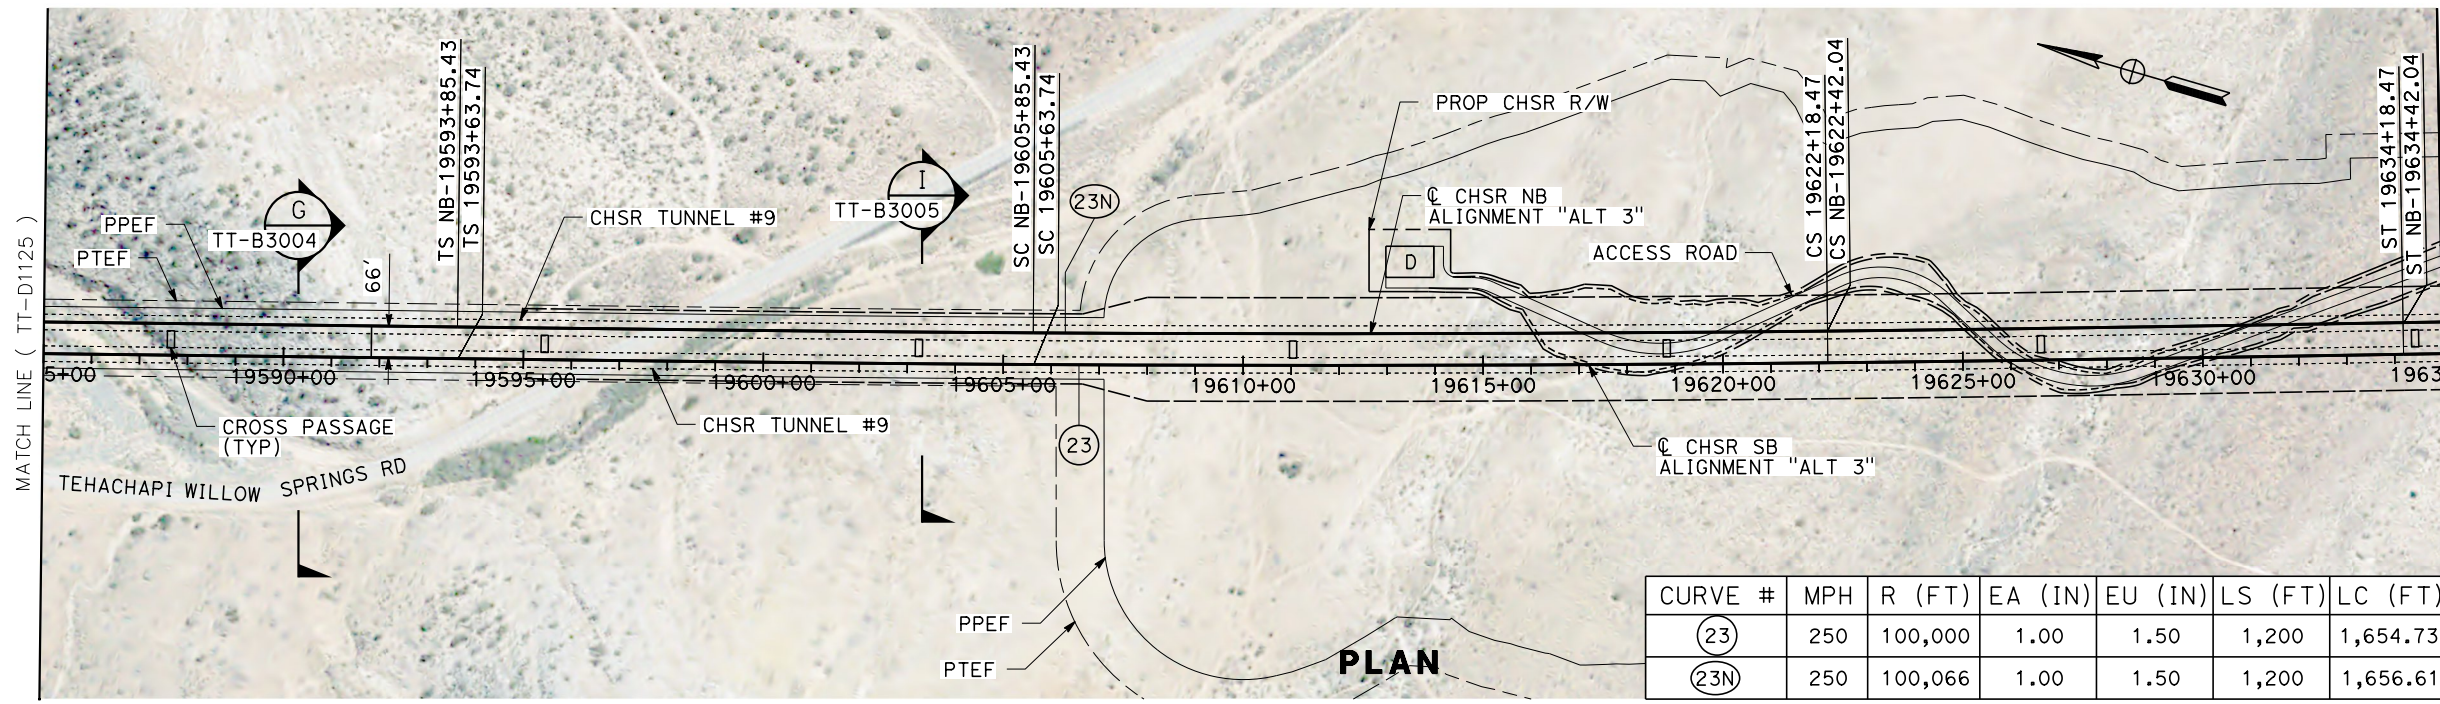 MATCH LINE ( TT-D1125 )
TS NB-19593+85.43
TS 19593+63.74
SC NB-19605+85.43
SC 19605+63.74
CS 19622+18.47
CS NB-19622+42.04
ST 19634+18.47
ST NB-19634+42.04
PROP CHSR R/W
G
TT-B3004
I
TT-B3005
23N
CHSR TUNNEL #9
℄ CHSR NB
ALIGNMENT "ALT 3"
PPEF
PTEF
66'
ACCESS ROAD
D
5+00
19590+00
19595+00
19600+00
19605+00
19610+00
19615+00
19620+00
19625+00
19630+00
1963
CROSS PASSAGE
(TYP)
CHSR TUNNEL #9
23
℄ CHSR SB
ALIGNMENT "ALT 3"
TEHACHAPI WILLOW SPRINGS RD
PPEF
PTEF
PLAN
CURVE # MPH R (FT) EA (IN) EU (IN) LS (FT) LC (FT)
23 250 100,000 1.00 1.50 1,200 1,654.73
23N 250 100,066 1.00 1.50 1,200 1,656.61